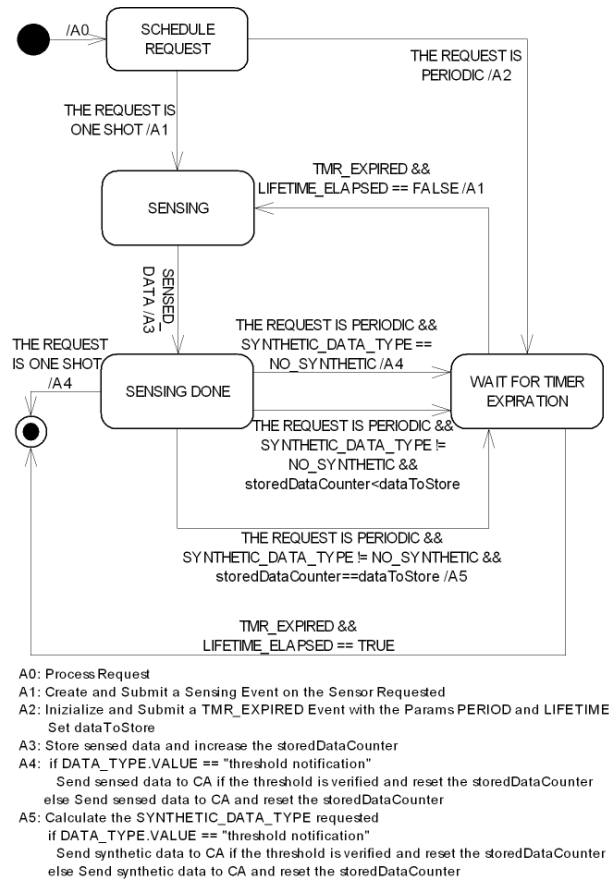 /A0
SCHEDULE
REQUEST
THE REQUEST IS
PERIODIC /A2
THE REQUEST IS
ONE SHOT /A1
TMR_EXPIRED &&
LIFETIME_ELAPSED == FALSE /A1
SENSING
SENSED_
DATA /A3
THE REQUEST
IS ONE SHOT
/A4
THE REQUEST IS PERIODIC &&
SYNTHETIC_DATA_TYPE ==
NO_SYNTHETIC /A4
SENSING DONE
WAIT FOR TIMER
EXPIRATION
THE REQUEST IS PERIODIC &&
SYNTHETIC_DATA_TYPE !=
NO_SYNTHETIC &&
storedDataCounter<dataToStore
THE REQUEST IS PERIODIC &&
SYNTHETIC_DATA_TYPE != NO_SYNTHETIC &&
storedDataCounter==dataToStore /A5
TMR_EXPIRED &&
LIFETIME_ELAPSED == TRUE
A0: Process Request
A1: Create and Submit a Sensing Event on the Sensor Requested
A2: Inizialize and Submit a TMR_EXPIRED Event with the Params PERIOD and LIFETIME
Set dataToStore
A3: Store sensed data and increase the storedDataCounter
A4: if DATA_TYPE.VALUE == "threshold notification"
Send sensed data to CA if the threshold is verified and reset the storedDataCounter
else Send sensed data to CA and reset the storedDataCounter
A5: Calculate the SYNTHETIC_DATA_TYPE requested
if DATA_TYPE.VALUE == "threshold notification"
Send synthetic data to CA if the threshold is verified and reset the storedDataCounter
else Send synthetic data to CA and reset the storedDataCounter